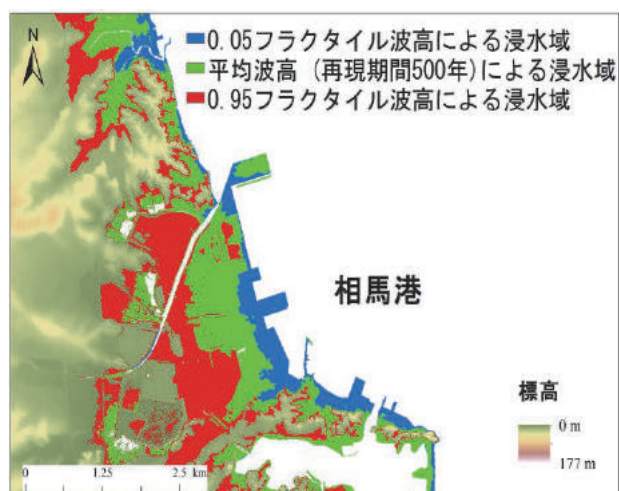 N
0.05フラクタイル波高による浸水域
平均波高 (再現期間500年)による浸水域
0.95フラクタイル波高による浸水域
相馬港
標高
0 m
177 m
0
1.25
2.5 km